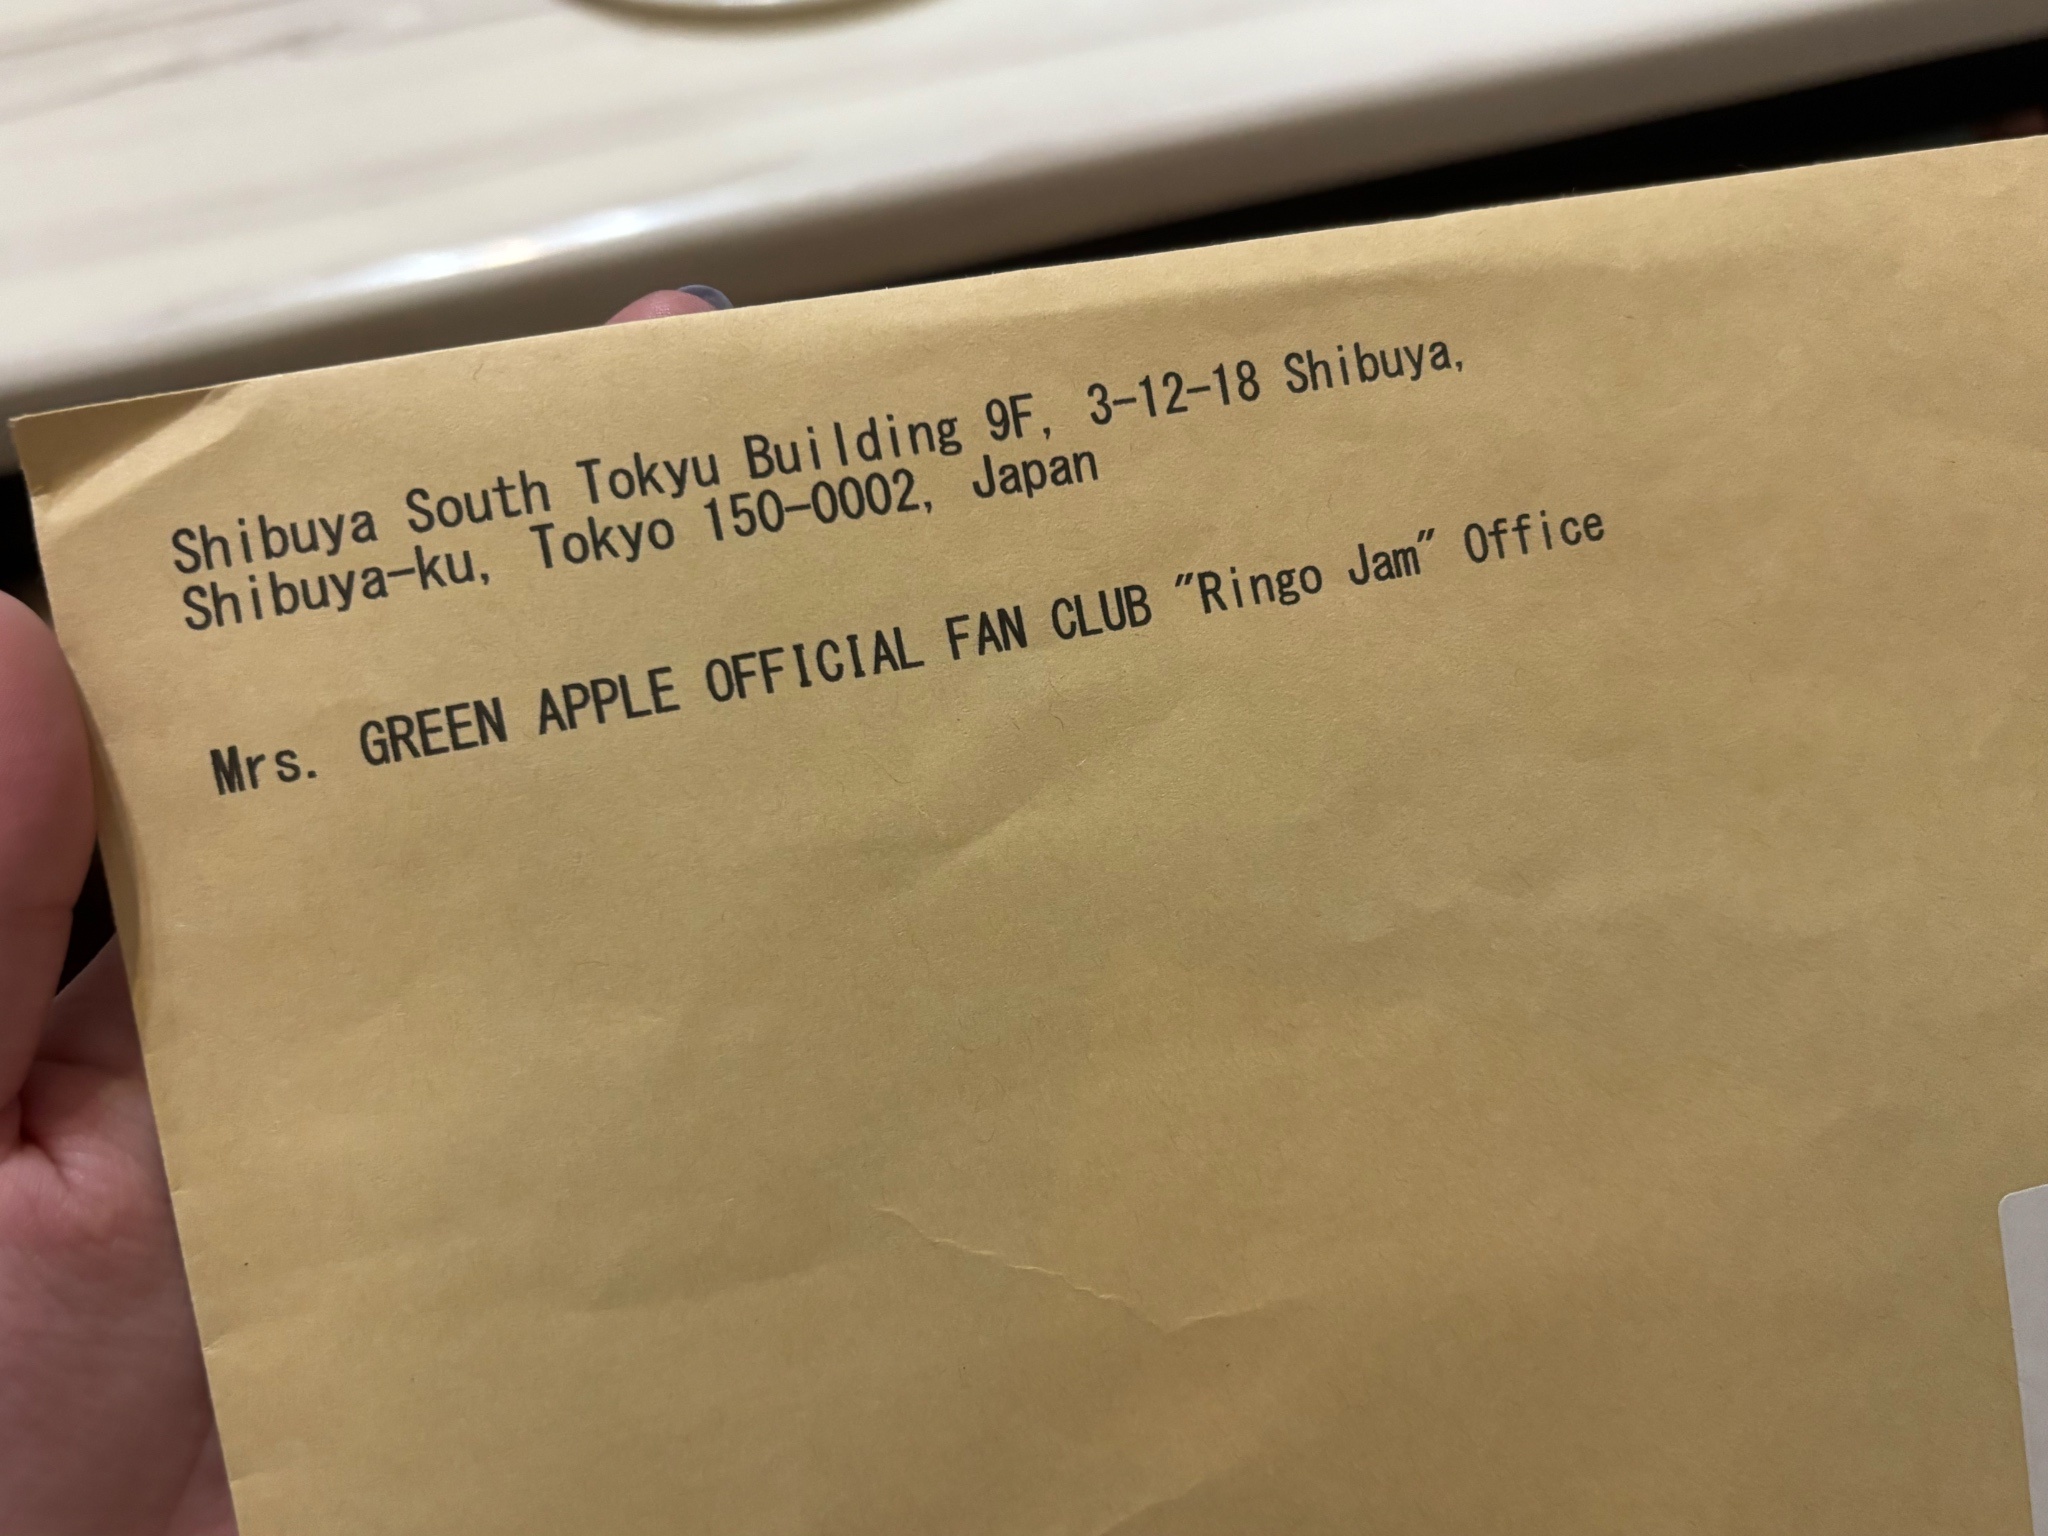 Shibuya South Tokyu Building 9F, 3-12-18 Shibuya,
Shibuya-ku, Tokyo 150-0002, Japan
Mrs. GREEN APPLE OFFICIAL FAN CLUB "Ringo Jam" Office